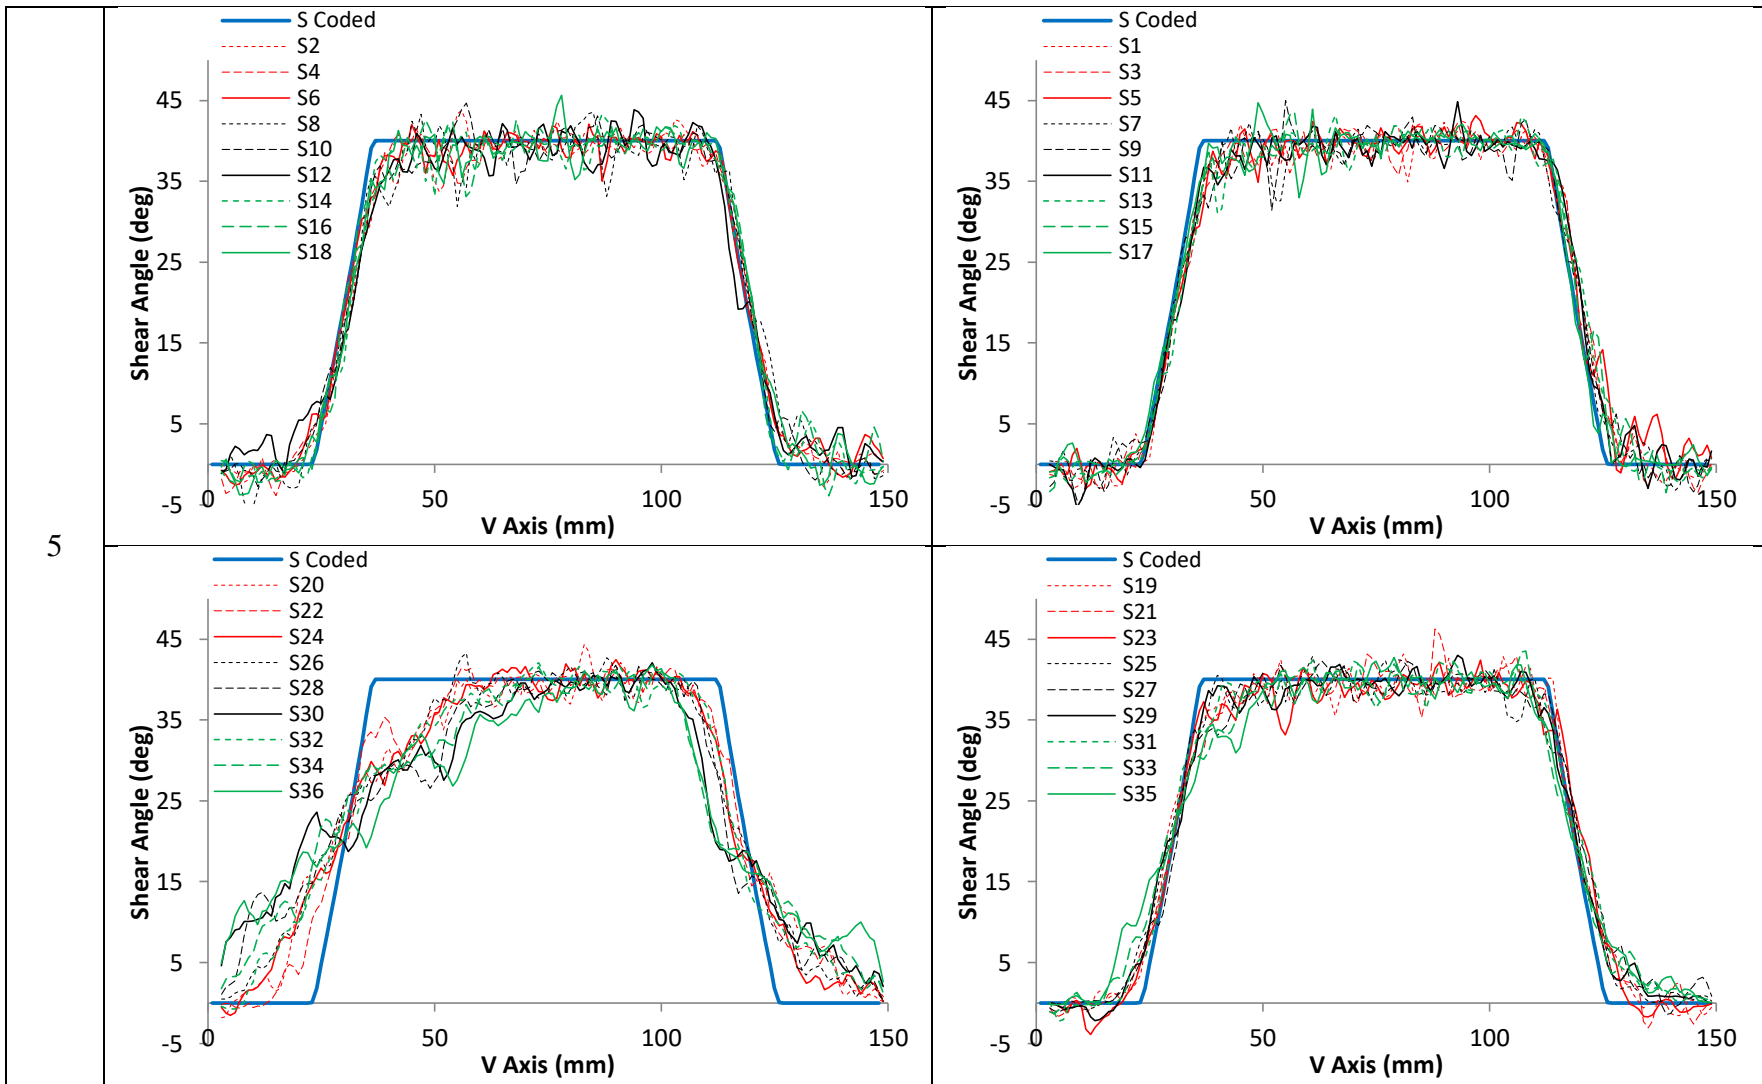 5
S Coded
S2
S4
S6
S8
S10
S12
S14
S16
S18
Shear Angle (deg)
45
35
25
15
5
-5
0
50
100
150
V Axis (mm)
S Coded
S1
S3
S5
S7
S9
S11
S13
S15
S17
Shear Angle (deg)
45
35
25
15
5
-5
0
50
100
150
V Axis (mm)
S Coded
S20
S22
S24
S26
S28
S30
S32
S34
S36
Shear Angle (deg)
45
35
25
15
5
-5
0
50
100
150
V Axis (mm)
S Coded
S19
S21
S23
S25
S27
S29
S31
S33
S35
Shear Angle (deg)
45
35
25
15
5
-5
0
50
100
150
V Axis (mm)